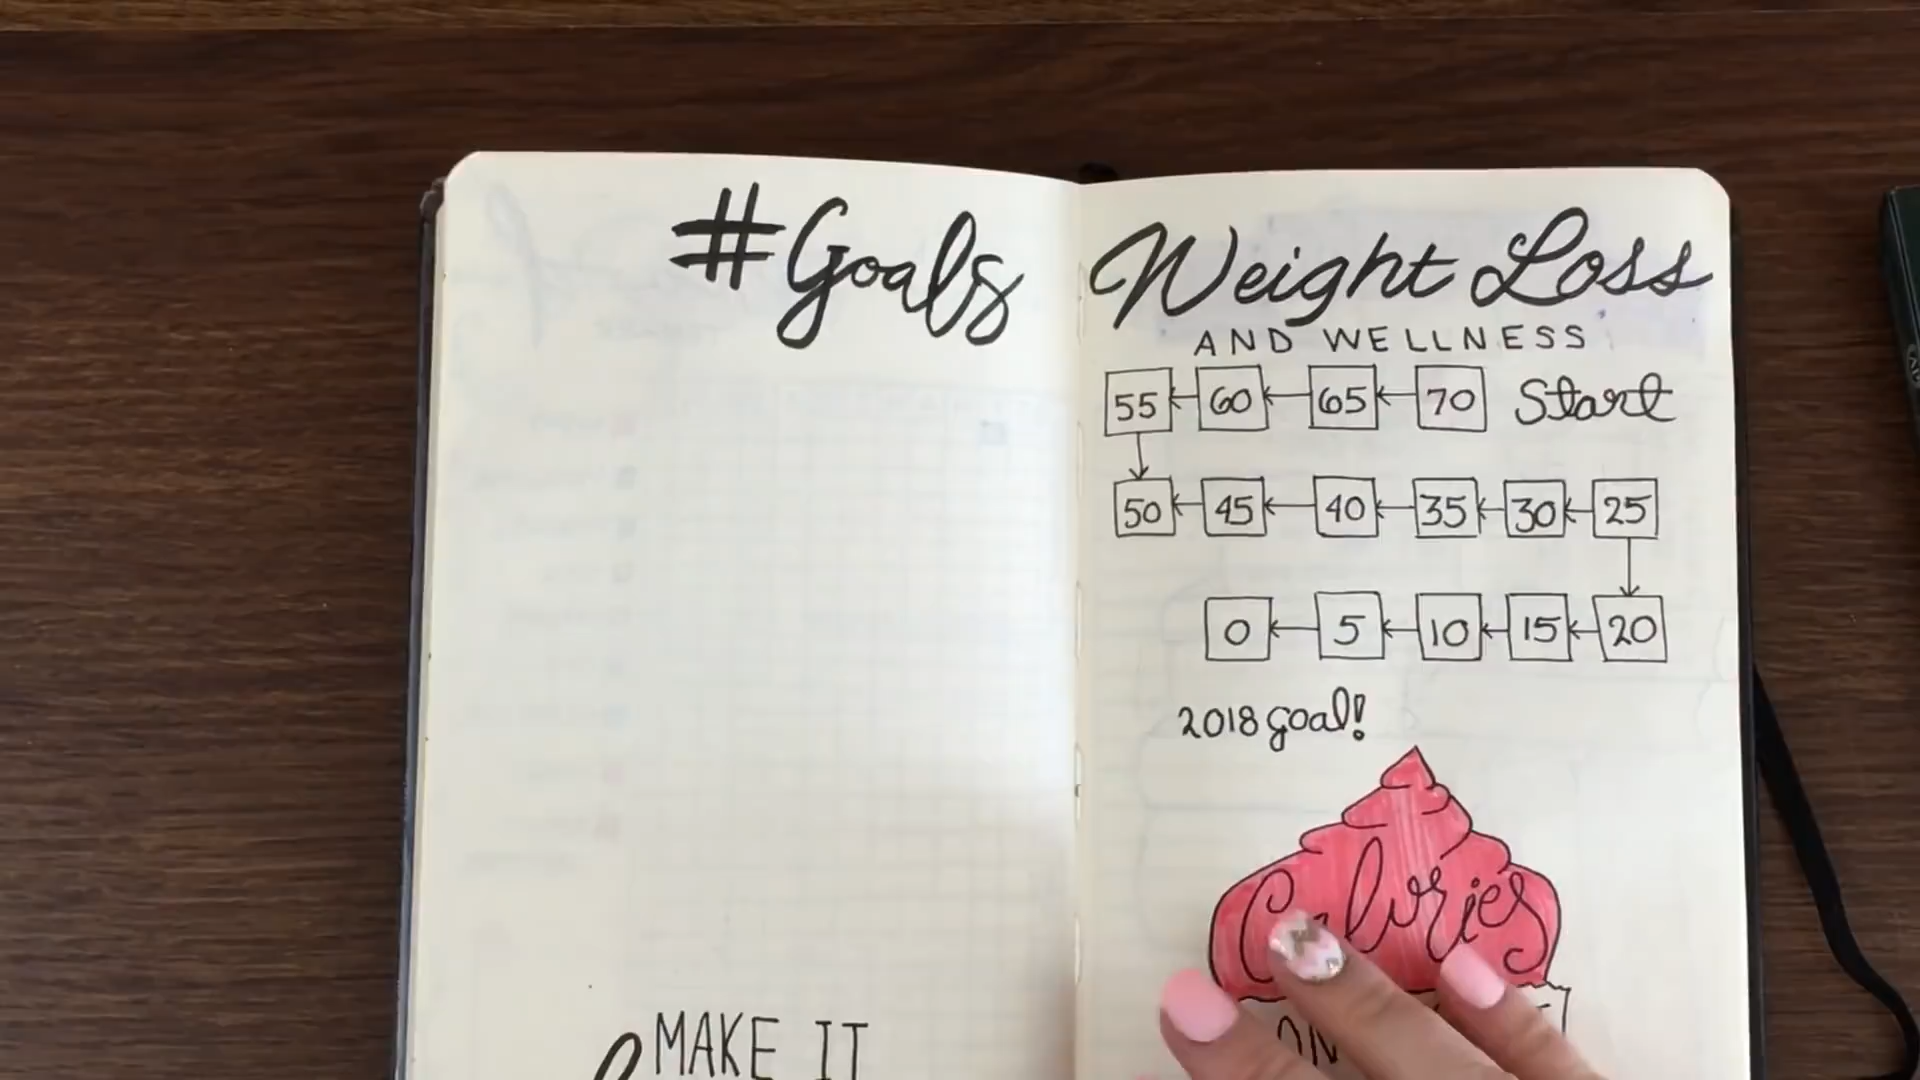 #Goals
MAKE IT
Weight Loss
AND WELLNESS
55 60 65 70 Start
50 45 40 35 30 25
0 5 10 15 20
2018 goal!
Calories